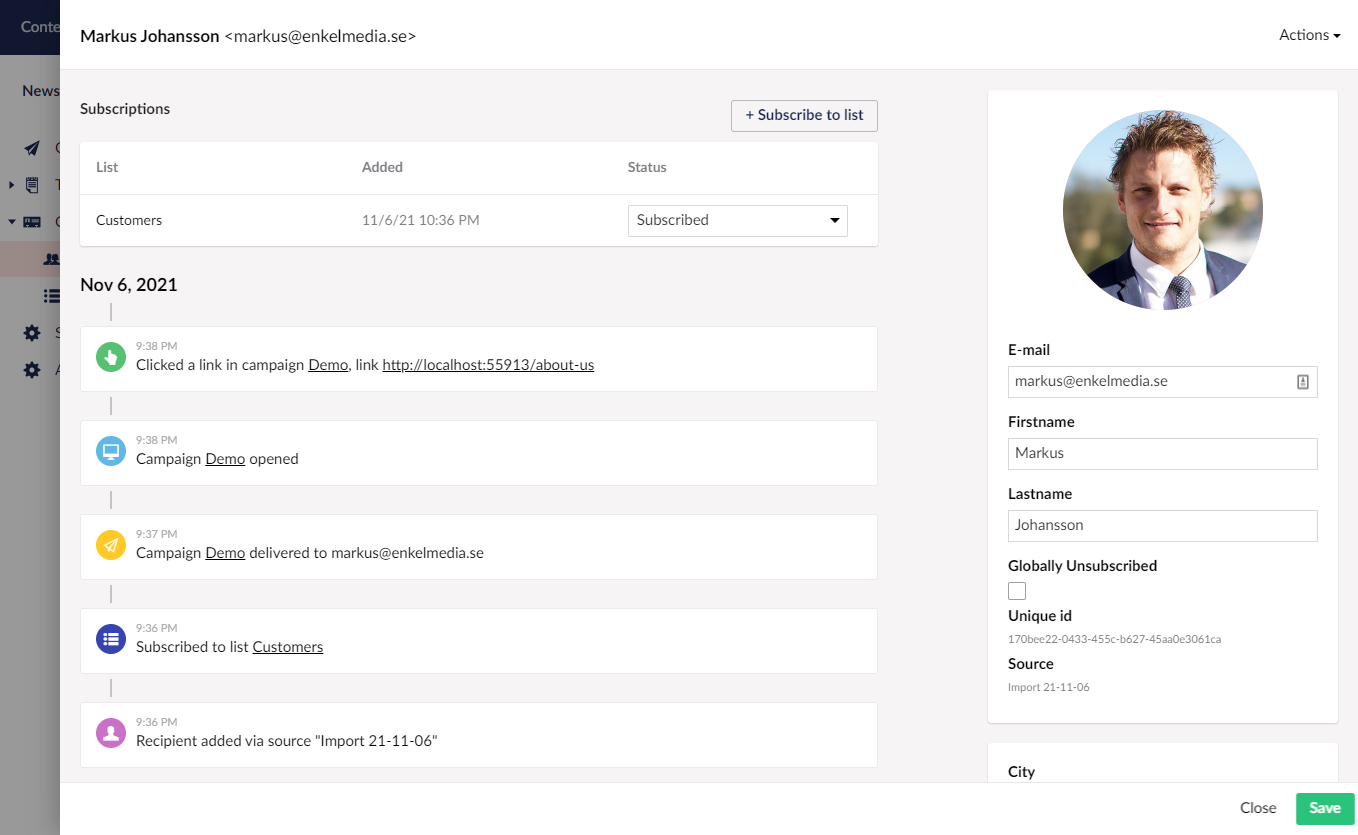 Conte
Markus Johansson <markus@enkelmedia.se>
Actions
News
Subscriptions
+ Subscribe to list
List Added Status
Customers 11/6/21 10:36 PM Subscribed
Nov 6, 2021
9:38 PM
Clicked a link in campaign Demo, link http://localhost:55913/about-us
9:38 PM
Campaign Demo opened
9:37 PM
Campaign Demo delivered to markus@enkelmedia.se
9:36 PM
Subscribed to list Customers
9:36 PM
Recipient added via source "Import 21-11-06"
E-mail
markus@enkelmedia.se
Firstname
Markus
Lastname
Johansson
Globally Unsubscribed
Unique id
170bee22-0433-455c-b627-45aa0e3061ca
Source
Import 21-11-06
City
Close
Save